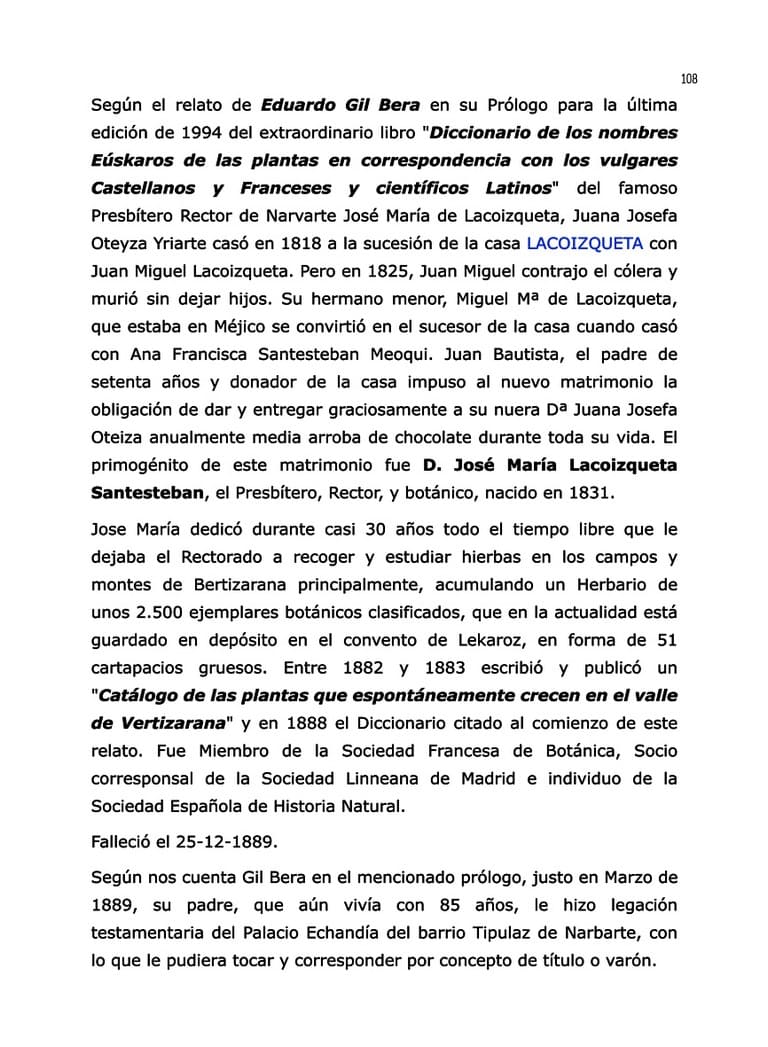 108
Según el relato de Eduardo Gil Bera en su Prólogo para la última
edición de 1994 del extraordinario libro "Diccionario de los nombres
Eúskaros de las plantas en correspondencia con los vulgares
Castellanos y Franceses y científicos Latinos" del famoso
Presbítero Rector de Narvarte José María de Lacoizqueta, Juana Josefa
Oteyza Yriarte casó en 1818 a la sucesión de la casa LACOIZQUETA con
Juan Miguel Lacoizqueta. Pero en 1825, Juan Miguel contrajo el cólera y
murió sin dejar hijos. Su hermano menor, Miguel Mª de Lacoizqueta,
que estaba en Méjico se convirtió en el sucesor de la casa cuando casó
con Ana Francisca Santesteban Meoqui. Juan Bautista, el padre de
setenta años y donador de la casa impuso al nuevo matrimonio la
obligación de dar y entregar graciosamente a su nuera Dª Juana Josefa
Oteiza anualmente media arroba de chocolate durante toda su vida. El
primogénito de este matrimonio fue D. José María Lacoizqueta
Santesteban, el Presbítero, Rector, y botánico, nacido en 1831.
Jose María dedicó durante casi 30 años todo el tiempo libre que le
dejaba el Rectorado a recoger y estudiar hierbas en los campos y
montes de Bertizarana principalmente, acumulando un Herbario de
unos 2.500 ejemplares botánicos clasificados, que en la actualidad está
guardado en depósito en el convento de Lekaroz, en forma de 51
cartapacios gruesos. Entre 1882 y 1883 escribió y publicó un
"Catálogo de las plantas que espontáneamente crecen en el valle
de Vertizarana" y en 1888 el Diccionario citado al comienzo de este
relato. Fue Miembro de la Sociedad Francesa de Botánica, Socio
corresponsal de la Sociedad Linneana de Madrid e individuo de la
Sociedad Española de Historia Natural.
Falleció el 25-12-1889.
Según nos cuenta Gil Bera en el mencionado prólogo, justo en Marzo de
1889, su padre, que aún vivía con 85 años, le hizo legación
testamentaria del Palacio Echandía del barrio Tipulaz de Narbarte, con
lo que le pudiera tocar y corresponder por concepto de título o varón.